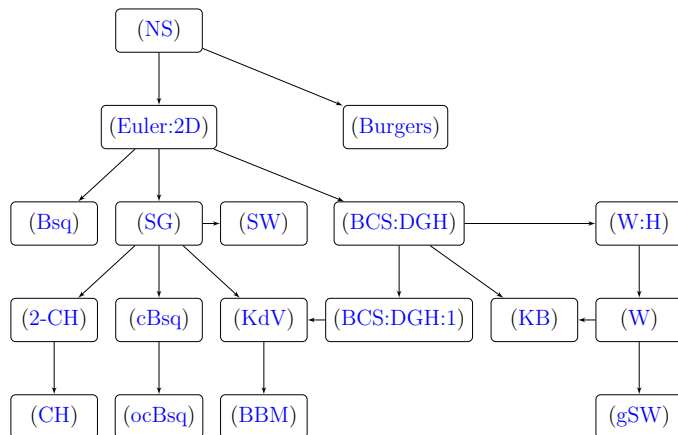 (NS)
(Euler:2D) (Burgers)
(Bsq) (SG) (SW) (BCS:DGH) (W:H)
(2-CH) (cBsq) (KdV) (BCS:DGH:1) (KB) (W)
(CH) (ocBsq) (BBM) (gSW)